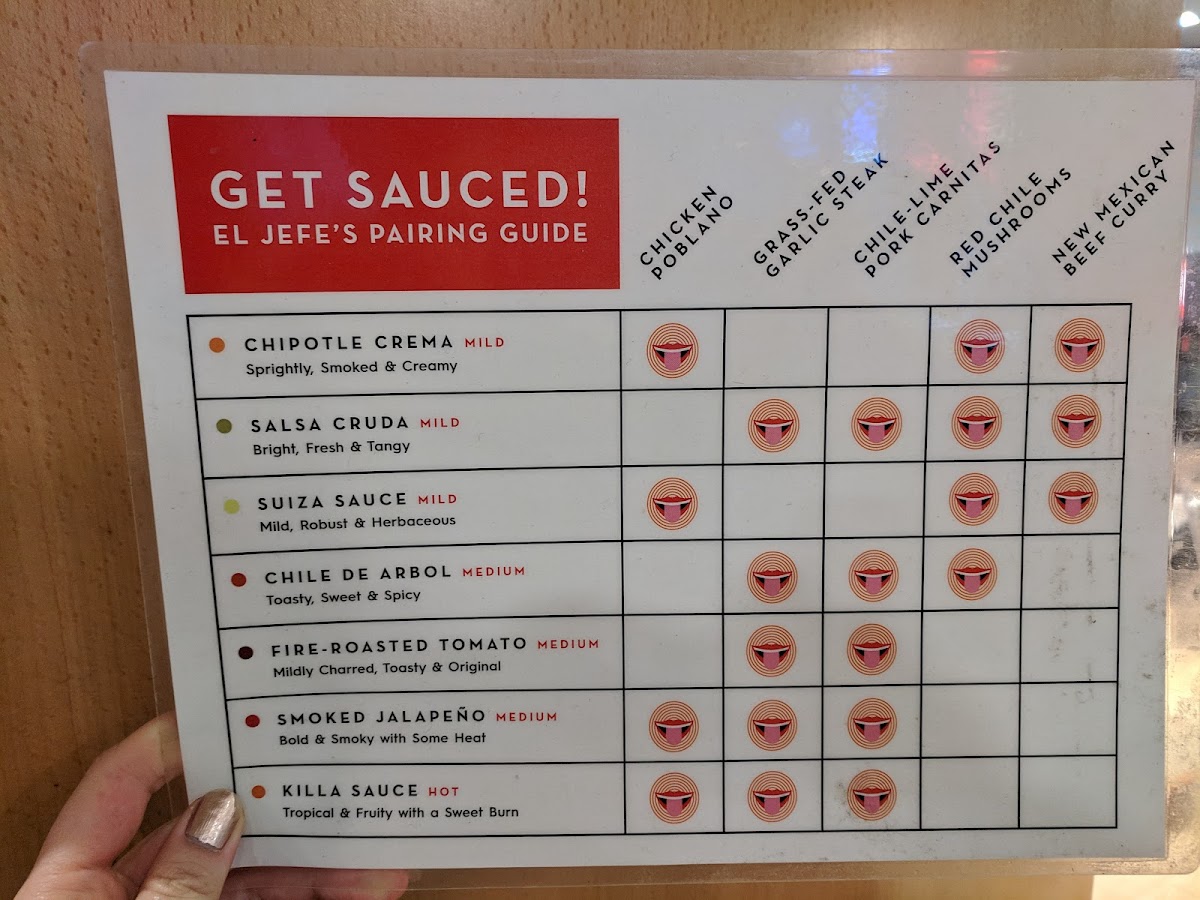 GET SAUCED!
EL JEFE'S PAIRING GUIDE
CHICKEN
POBLANO
GRASS-FED
GARLIC STEAK
CHILE-LIME
PORK CARNITAS
RED CHILE
MUSHROOMS
NEW MEXICAN
BEEF CURRY
CHIPOTLE CREMA MILD
Sprightly, Smoked & Creamy
SALSA CRUDA MILD
Bright, Fresh & Tangy
SUIZA SAUCE MILD
Mild, Robust & Herbaceous
CHILE DE ARBOL MEDIUM
Toasty, Sweet & Spicy
FIRE-ROASTED TOMATO MEDIUM
Mildly Charred, Toasty & Original
SMOKED JALAPEÑO MEDIUM
Bold & Smoky with Some Heat
KILLA SAUCE HOT
Tropical & Fruity with a Sweet Burn